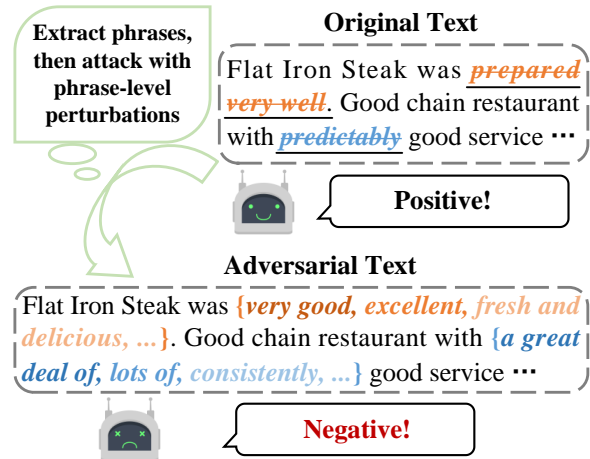 Original Text
Extract phrases,
then attack with
phrase-level
perturbations
Flat Iron Steak was prepared
very well. Good chain restaurant
with predictably good service ···
Positive!
Adversarial Text
Flat Iron Steak was {very good, excellent, fresh and
delicious, ...}. Good chain restaurant with {a great
deal of, lots of, consistently, ...} good service ···
Negative!